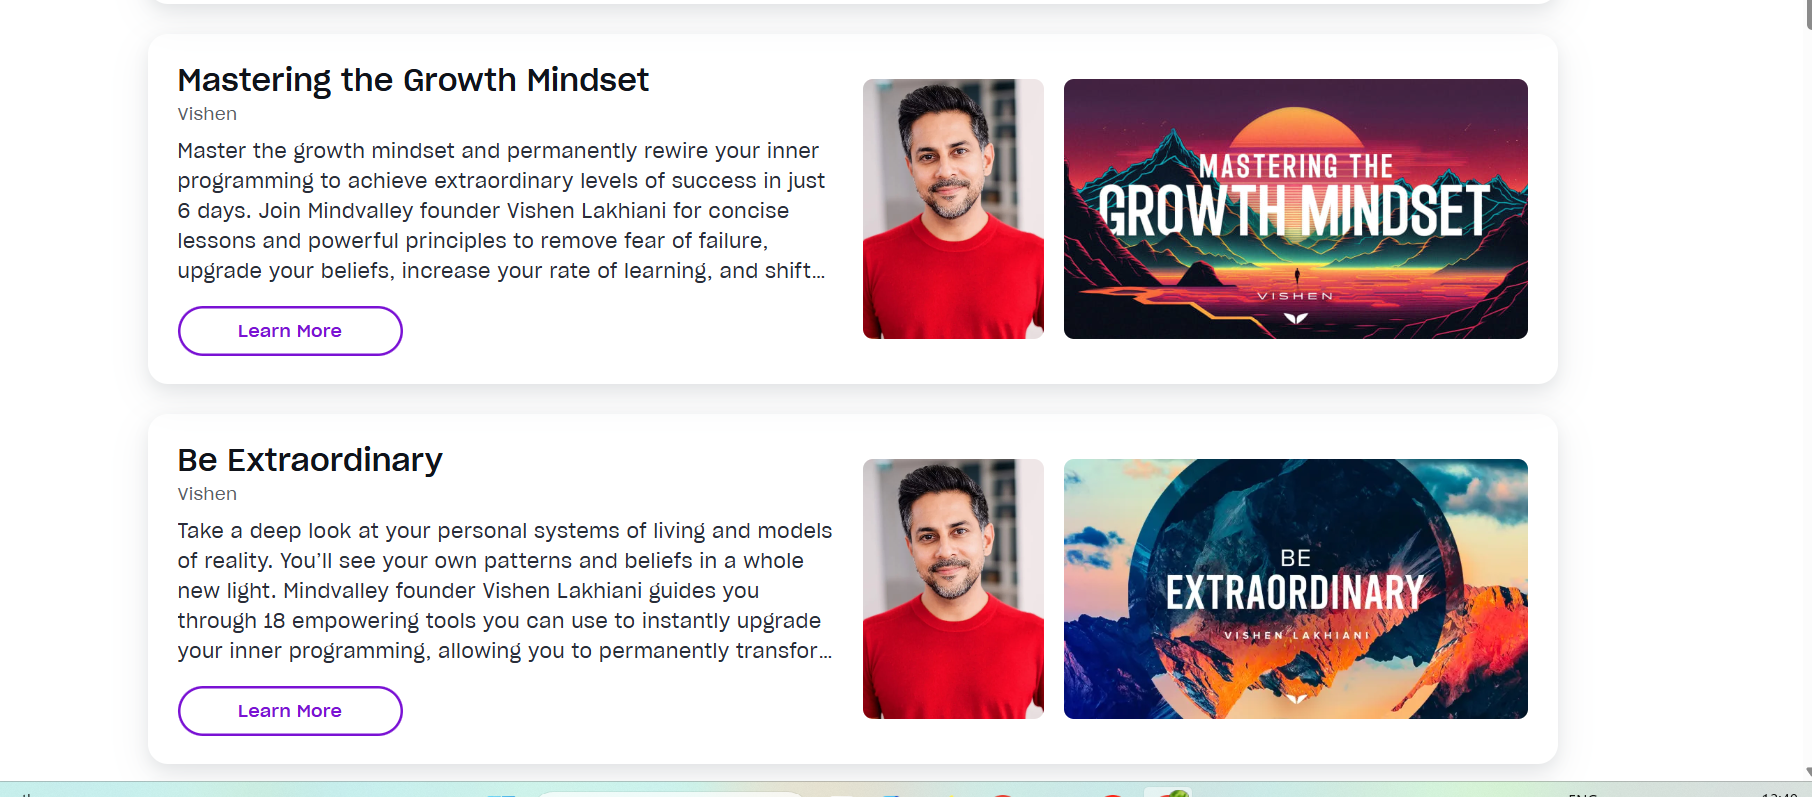 Mastering the Growth Mindset
Vishen
Master the growth mindset and permanently rewire your inner
programming to achieve extraordinary levels of success in just
6 days. Join Mindvalley founder Vishen Lakhiani for concise
lessons and powerful principles to remove fear of failure,
upgrade your beliefs, increase your rate of learning, and shift...
Learn More
MASTERING THE
GROWTH MINDSET
VISHEN
Be Extraordinary
Vishen
Take a deep look at your personal systems of living and models
of reality. You’ll see your own patterns and beliefs in a whole
new light. Mindvalley founder Vishen Lakhiani guides you
through 18 empowering tools you can use to instantly upgrade
your inner programming, allowing you to permanently transfor...
Learn More
BE
EXTRAORDINARY
VISHEN LAKHIANI